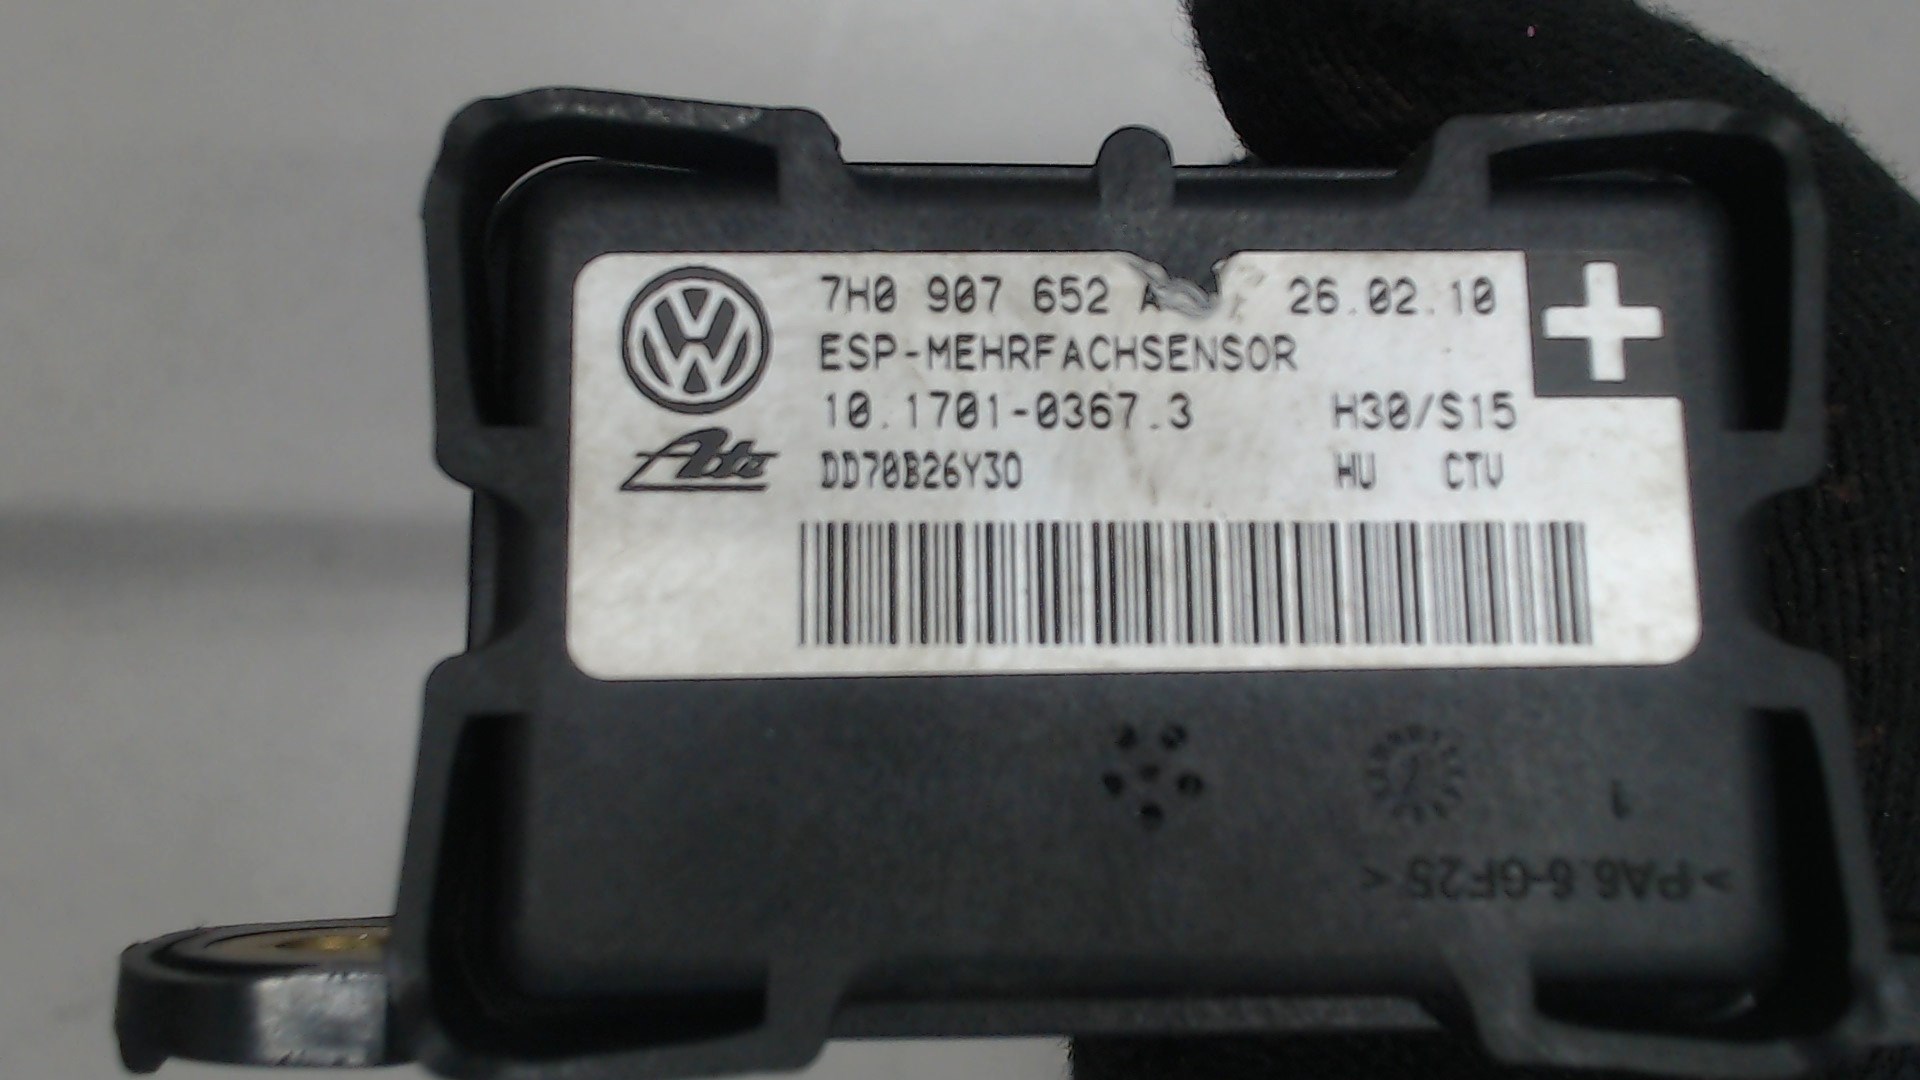 7H0 907 652 A 26.02.10
ESP-MEHRFACHSENSOR
10.1701-0367.3 H30/S15
Ate DD70B26Y30 HU CTV
1
>PA6.6-GF25<